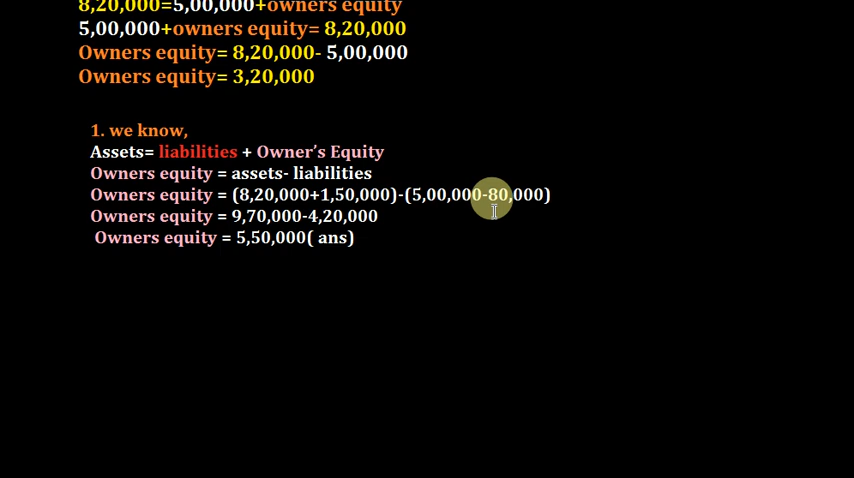 8,20,000=5,00,000+owners equity
5,00,000+owners equity= 8,20,000
Owners equity= 8,20,000- 5,00,000
Owners equity= 3,20,000
1. we know,
Assets= liabilities + Owner's Equity
Owners equity = assets- liabilities
Owners equity = (8,20,000+1,50,000)-(5,00,000-80,000)
Owners equity = 9,70,000-4,20,000
Owners equity = 5,50,000( ans)